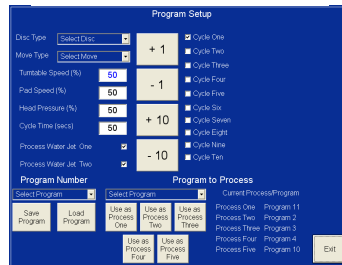 Program Setup
Disc Type Select Disc
Move Type Select Move
Turntable Speed (%) 50
Pad Speed (%) 50
Head Pressure (%) 50
Cycle Time (secs) 50
Process Water Jet One
Process Water Jet Two
+ 1
- 1
+ 10
- 10
Cycle One
Cycle Two
Cycle Three
Cycle Four
Cycle Five
Cycle Six
Cycle Seven
Cycle Eight
Cycle Nine
Cycle Ten
Program Number
Select Program
Save Program
Load Program
Program to Process
Select Program
Use as Process One
Use as Process Two
Use as Process Three
Use as Process Four
Use as Process Five
Current Process/Program
Process One Program 11
Process Two Program 2
Process Three Program 3
Process Four Program 4
Process Five Program 10
Exit